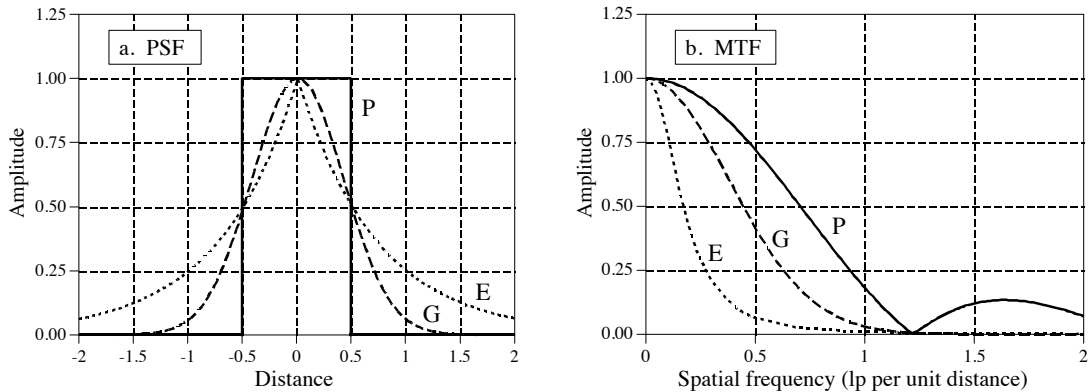 a. PSF
1.25
1.00
0.75
0.50
0.25
0.00
Amplitude
P
E
G
-2 -1.5 -1 -0.5 0 0.5 1 1.5 2
Distance
b. MTF
1.25
1.00
0.75
0.50
0.25
0.00
Amplitude
P
G
E
0 0.5 1 1.5 2
Spatial frequency (lp per unit distance)